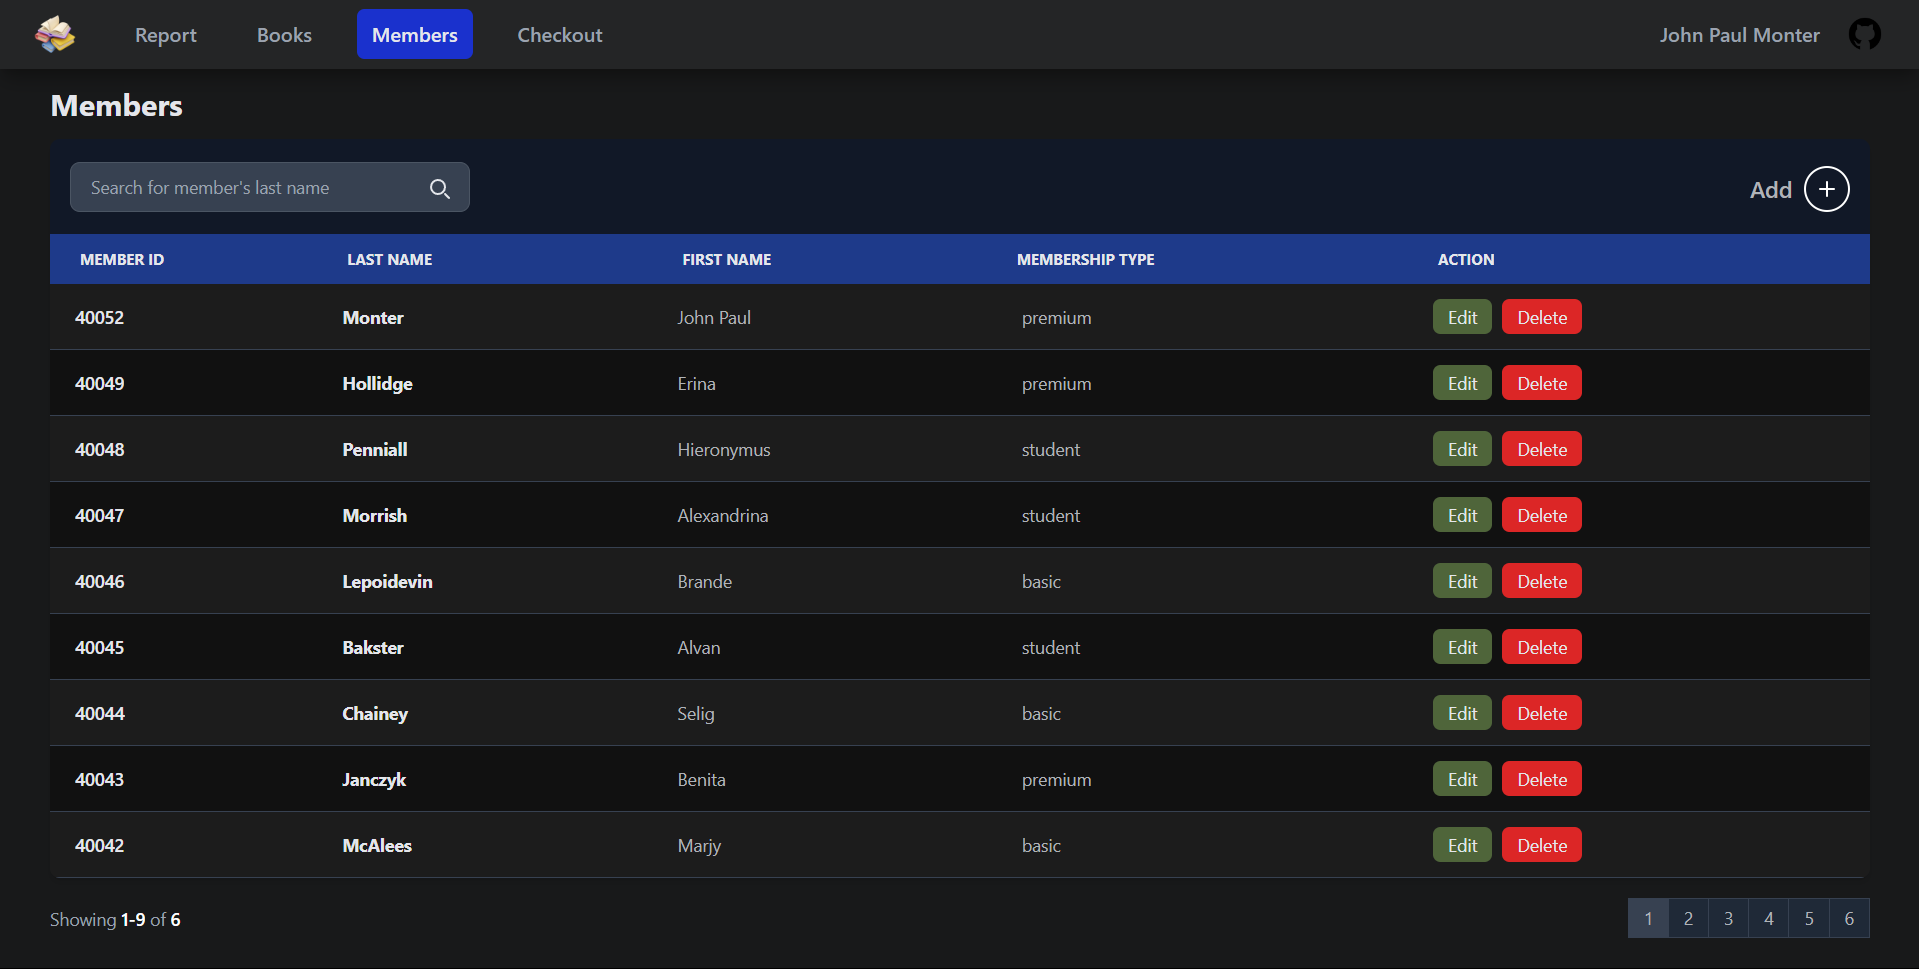 Report Books Members Checkout John Paul Monter
Members
Search for member's last name Add
MEMBER ID LAST NAME FIRST NAME MEMBERSHIP TYPE ACTION
40052 Monter John Paul premium Edit Delete
40049 Hollidge Erina premium Edit Delete
40048 Penniall Hieronymus student Edit Delete
40047 Morrish Alexandrina student Edit Delete
40046 Lepoidevin Brande basic Edit Delete
40045 Bakster Alvan student Edit Delete
40044 Chainey Selig basic Edit Delete
40043 Janczyk Benita premium Edit Delete
40042 McAlees Marjy basic Edit Delete
Showing 1-9 of 6 1 2 3 4 5 6